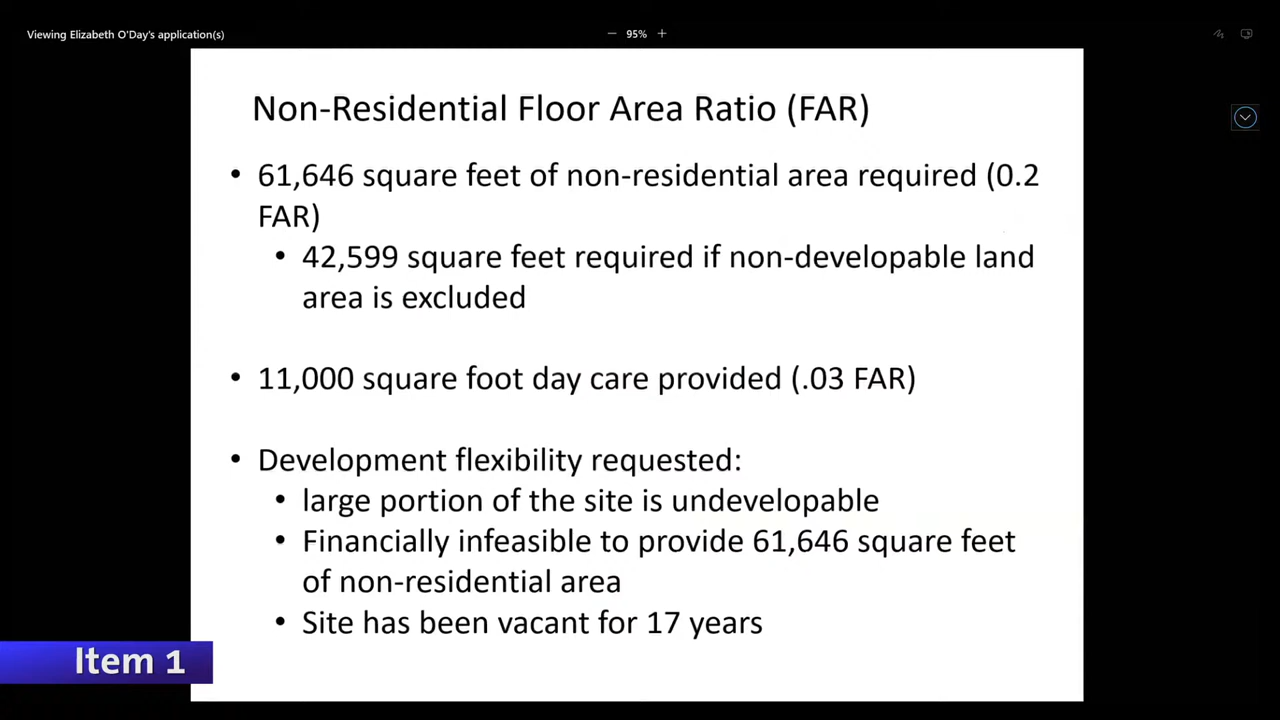 Viewing Elizabeth O'Day's application(s)
95%
Non-Residential Floor Area Ratio (FAR)
• 61,646 square feet of non-residential area required (0.2
FAR)
• 42,599 square feet required if non-developable land
area is excluded
• 11,000 square foot day care provided (.03 FAR)
• Development flexibility requested:
• large portion of the site is undevelopable
• Financially infeasible to provide 61,646 square feet
of non-residential area
• Site has been vacant for 17 years
Item 1